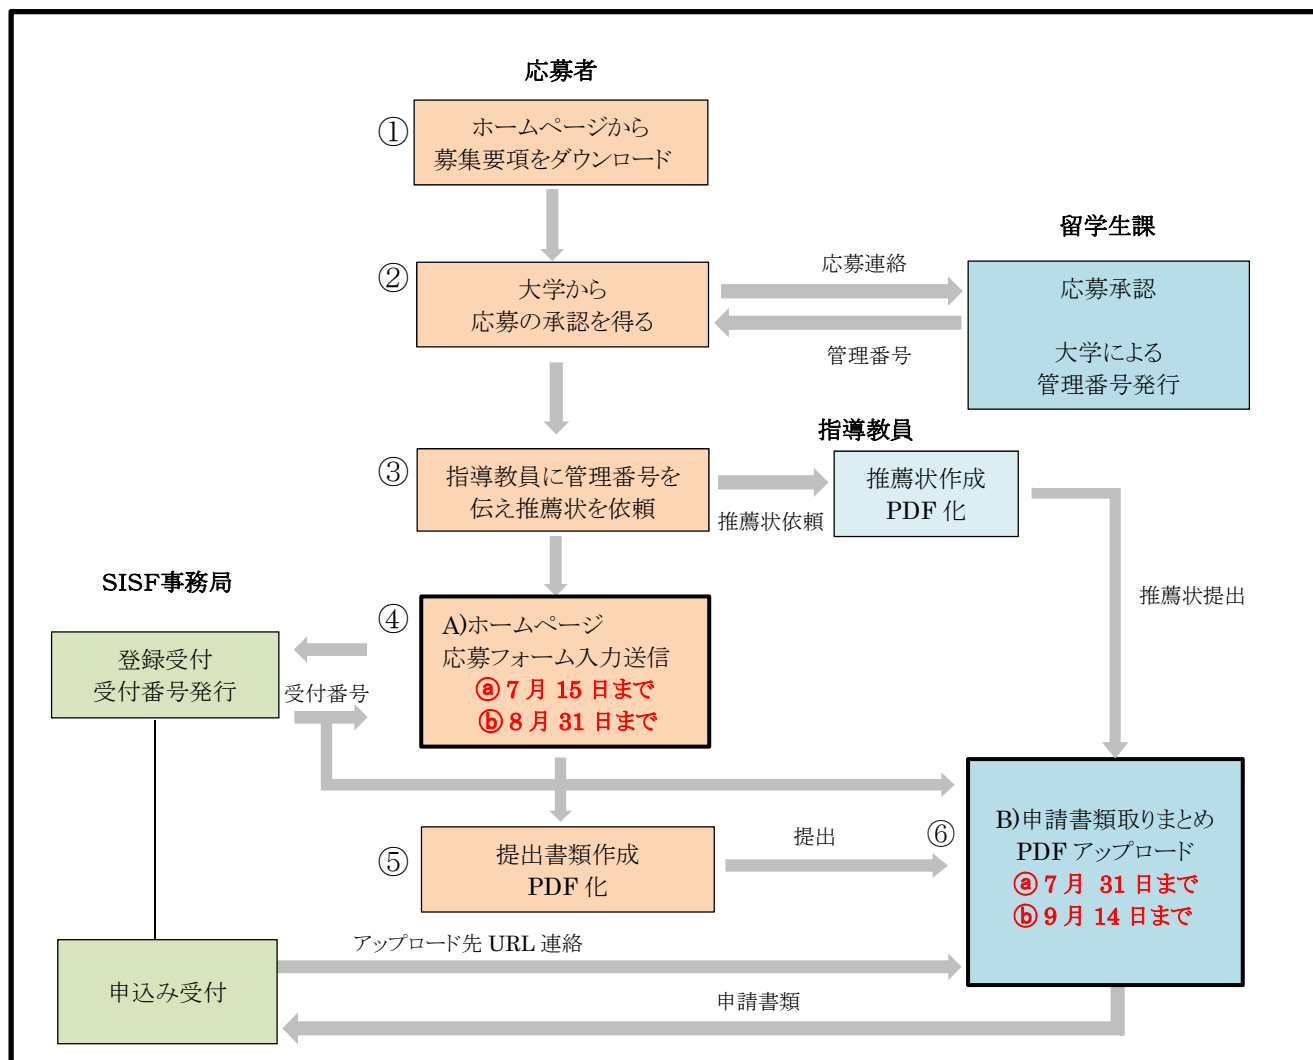 応募者
①
ホームページから
募集要項をダウンロード
留学生課
②
大学から
応募の承認を得る
応募連絡
管理番号
応募承認
大学による
管理番号発行
指導教員
③
指導教員に管理番号を
伝え推薦状を依頼
推薦状依頼
推薦状作成
PDF 化
推薦状提出
SISF事務局
④
A)ホームページ
応募フォーム入力送信
ⓐ 7 月 15 日まで
ⓑ 8 月 31 日まで
登録受付
受付番号発行
受付番号
⑤
提出書類作成
PDF 化
提出
⑥
B)申請書類取りまとめ
PDF アップロード
ⓐ 7 月 31 日まで
ⓑ 9 月 14 日まで
アップロード先 URL 連絡
申込み受付
申請書類